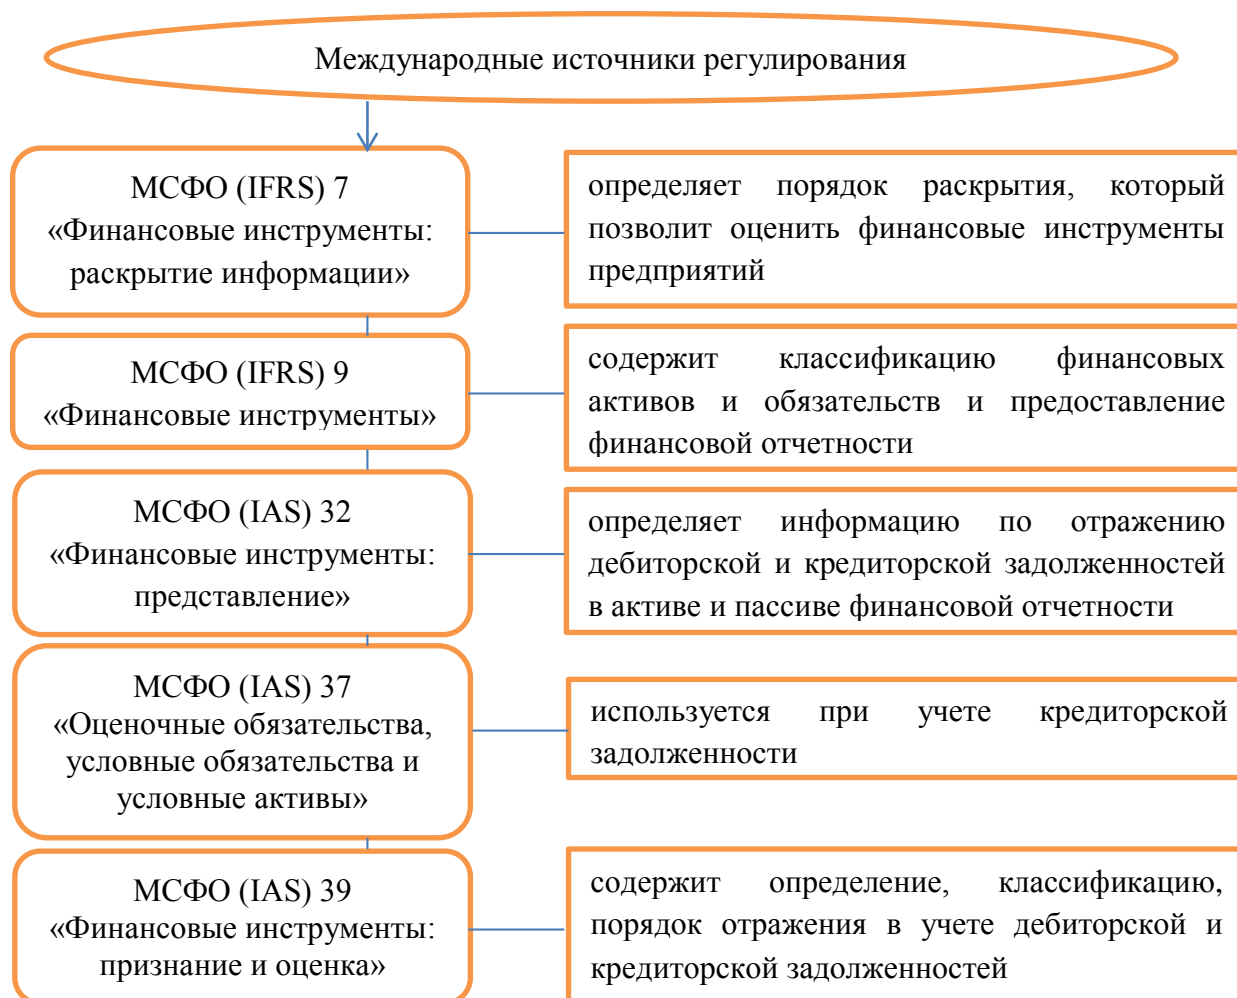 Международные источники регулирования
МСФО (IFRS) 7
«Финансовые инструменты:
раскрытие информации»
определяет порядок раскрытия, который
позволит оценить финансовые инструменты
предприятий
МСФО (IFRS) 9
«Финансовые инструменты»
содержит классификацию финансовых
активов и обязательств и предоставление
финансовой отчетности
МСФО (IAS) 32
«Финансовые инструменты:
представление»
определяет информацию по отражению
дебиторской и кредиторской задолженностей
в активе и пассиве финансовой отчетности
МСФО (IAS) 37
«Оценочные обязательства,
условные обязательства и
условные активы»
используется при учете кредиторской
задолженности
МСФО (IAS) 39
«Финансовые инструменты:
признание и оценка»
содержит определение, классификацию,
порядок отражения в учете дебиторской и
кредиторской задолженностей